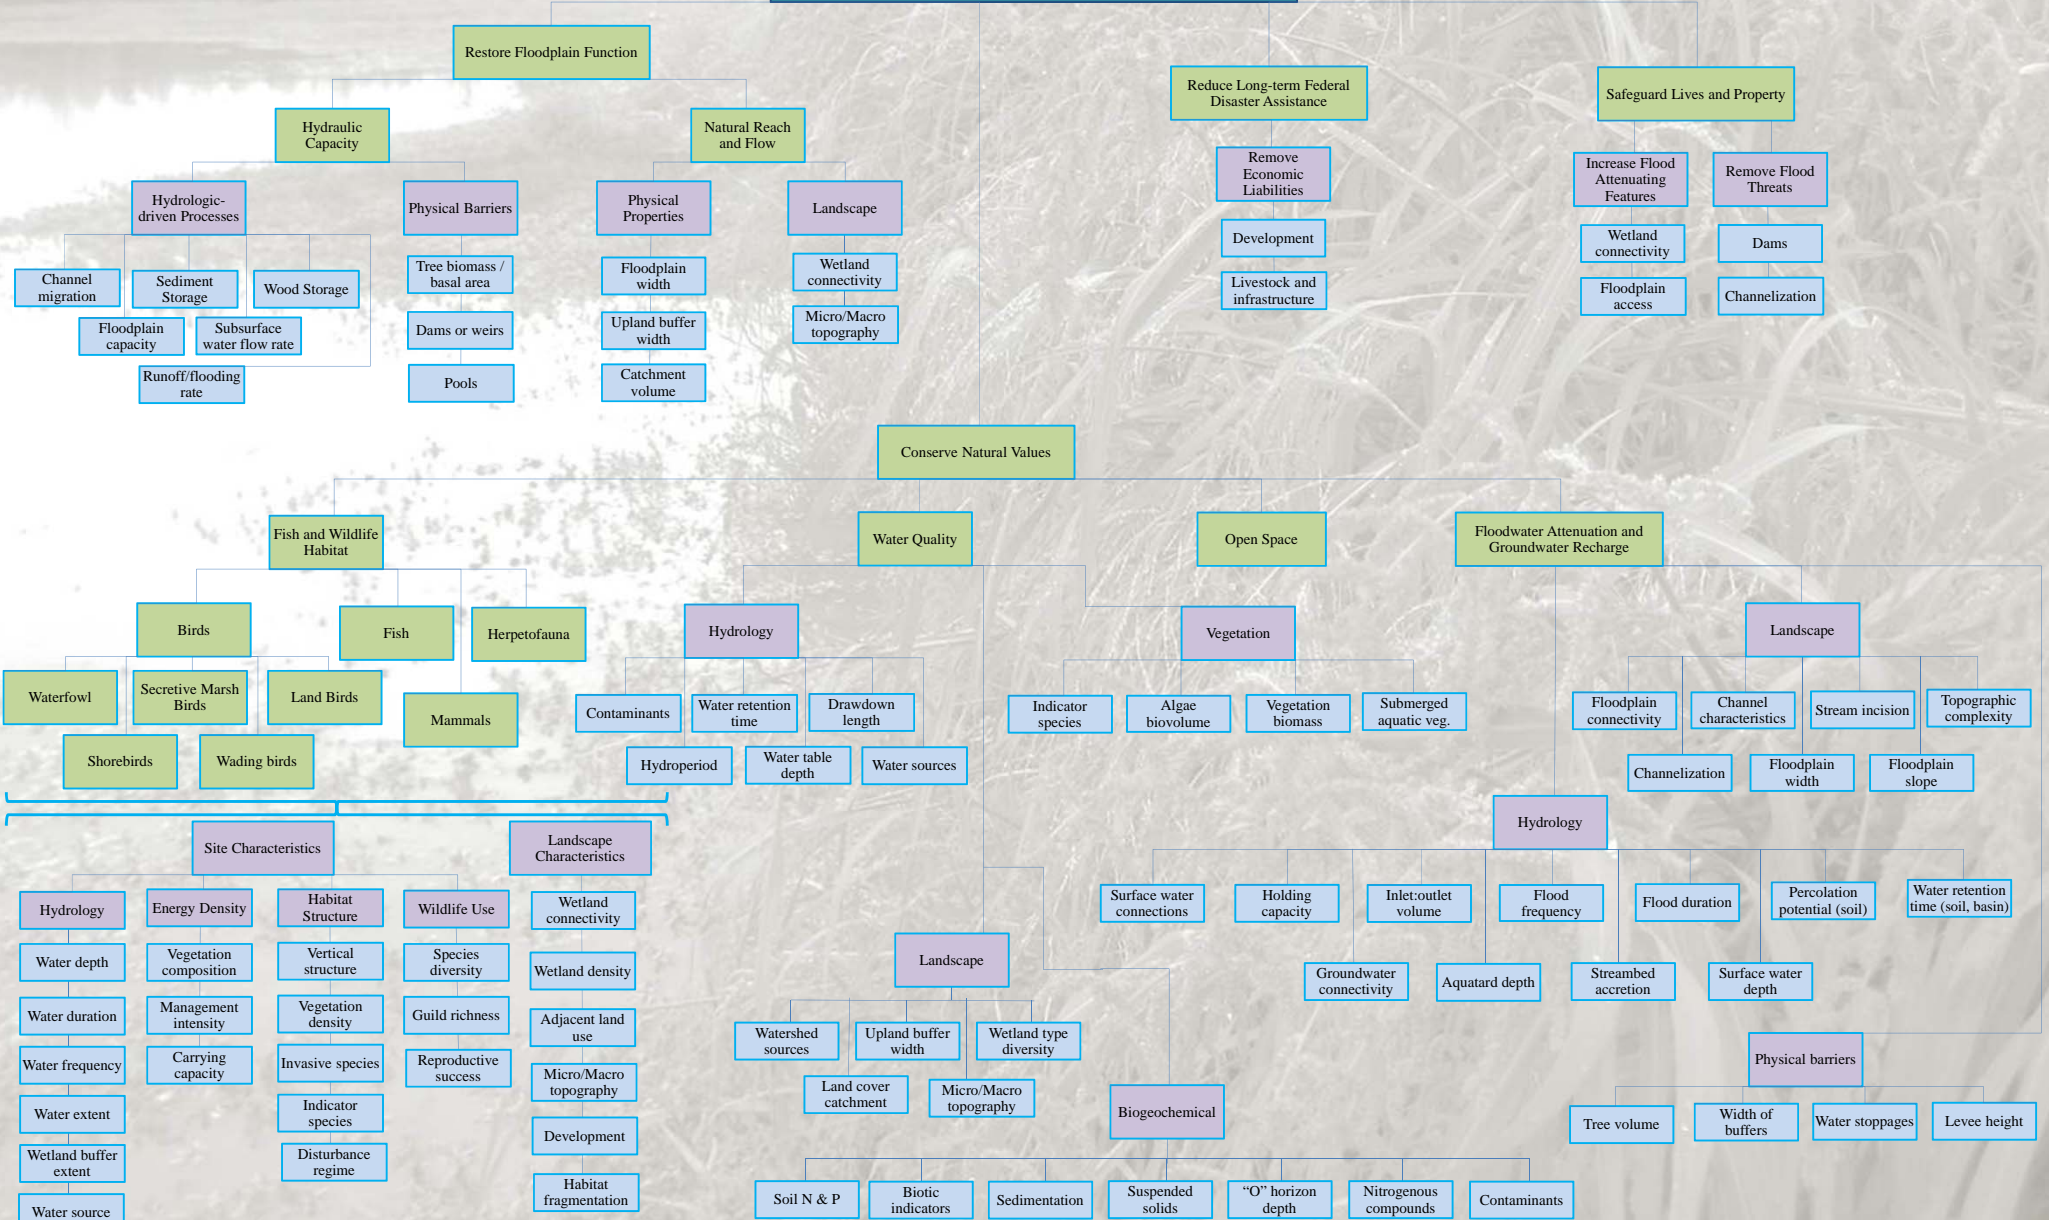 Restore Floodplain Function
Reduce Long-term Federal
Disaster Assistance
Safeguard Lives and Property
Hydraulic
Capacity
Natural Reach
and Flow
Remove
Economic
Liabilities
Increase Flood
Attenuating
Features
Remove Flood
Threats
Hydrologic-
driven Processes
Physical Barriers
Physical
Properties
Landscape
Development
Livestock and
infrastructure
Wetland
connectivity
Floodplain
access
Dams
Channelization
Channel
migration
Sediment
Storage
Wood Storage
Floodplain
capacity
Subsurface
water flow rate
Runoff/flooding
rate
Tree biomass /
basal area
Dams or weirs
Pools
Floodplain
width
Upland buffer
width
Catchment
volume
Wetland
connectivity
Micro/Macro
topography
Conserve Natural Values
Fish and Wildlife
Habitat
Water Quality
Open Space
Floodwater Attenuation and
Groundwater Recharge
Birds
Fish
Herpetofauna
Mammals
Waterfowl
Secretive Marsh
Birds
Land Birds
Shorebirds
Wading birds
Hydrology
Contaminants
Water retention
time
Drawdown
length
Hydroperiod
Water table
depth
Water sources
Vegetation
Indicator
species
Algae
biovolume
Vegetation
biomass
Submerged
aquatic veg.
Landscape
Floodplain
connectivity
Channel
characteristics
Stream incision
Topographic
complexity
Channelization
Floodplain
width
Floodplain
slope
Hydrology
Surface water
connections
Holding
capacity
Inlet:outlet
volume
Flood
frequency
Flood duration
Percolation
potential (soil)
Water retention
time (soil, basin)
Groundwater
connectivity
Aquatard depth
Streambed
accretion
Surface water
depth
Physical barriers
Tree volume
Width of
buffers
Water stoppages
Levee height
Site Characteristics
Landscape
Characteristics
Hydrology
Water depth
Water duration
Water frequency
Water extent
Wetland buffer
extent
Water source
Energy Density
Vegetation
composition
Management
intensity
Carrying
capacity
Habitat
Structure
Vertical
structure
Vegetation
density
Invasive species
Indicator
species
Disturbance
regime
Wildlife Use
Species
diversity
Guild richness
Reproductive
success
Wetland
connectivity
Wetland density
Adjacent land
use
Micro/Macro
topography
Development
Habitat
fragmentation
Landscape
Watershed
sources
Upland buffer
width
Wetland type
diversity
Land cover
catchment
Micro/Macro
topography
Biogeochemical
Soil N & P
Biotic
indicators
Sedimentation
Suspended
solids
“O” horizon
depth
Nitrogenous
compounds
Contaminants